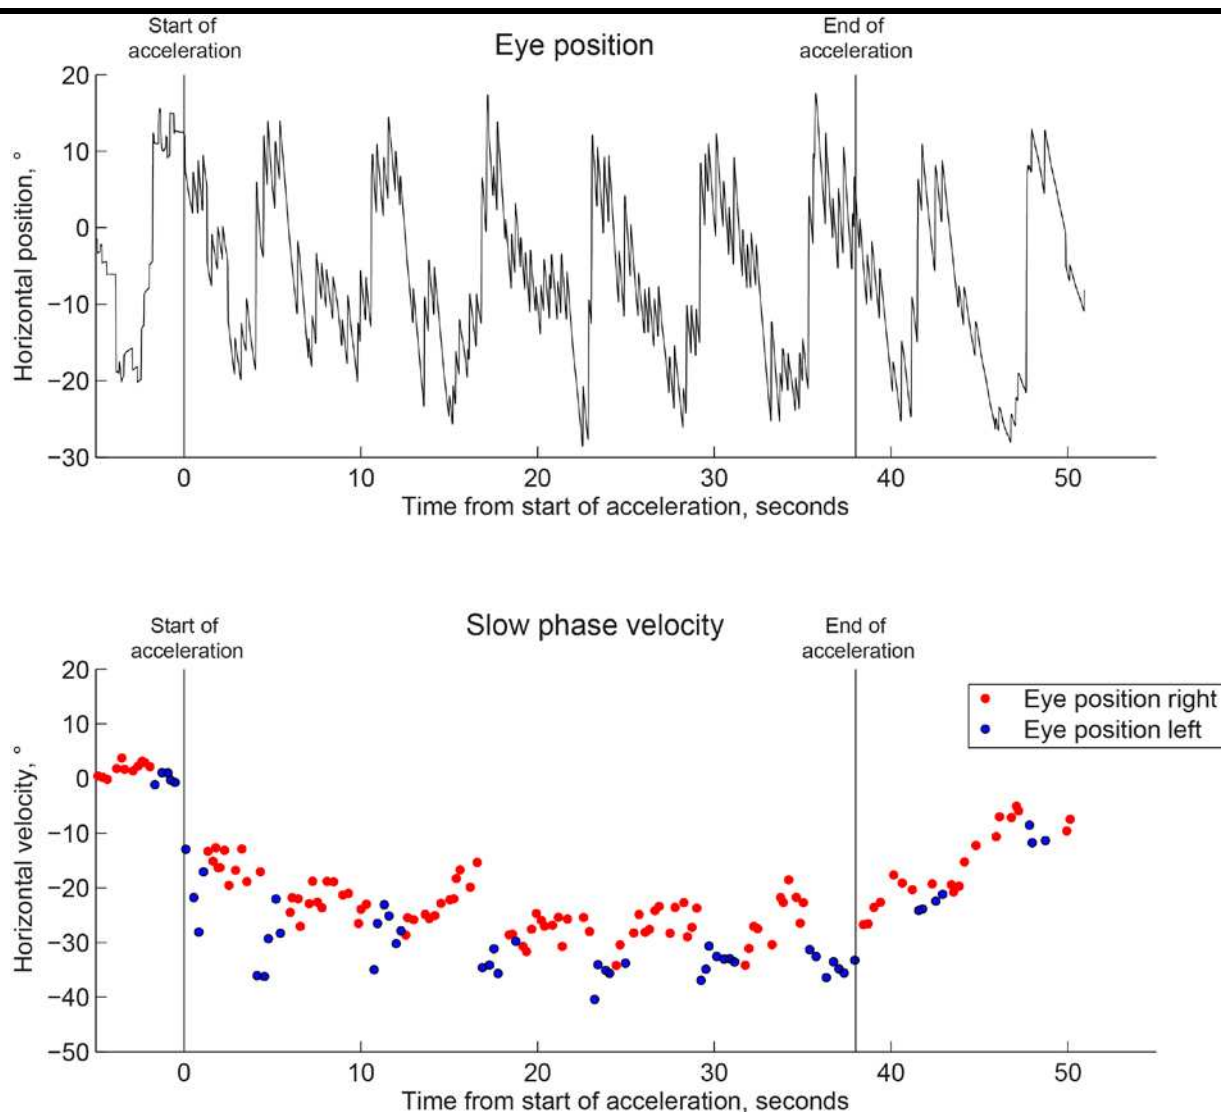 Start of
acceleration
Eye position
End of
acceleration
20
10
0
−10
−20
−30
Horizontal position, °
0
10
20
30
40
50
Time from start of acceleration, seconds
Start of
acceleration
Slow phase velocity
End of
acceleration
20
10
0
−10
−20
−30
−40
−50
Horizontal velocity, °
Eye position right
Eye position left
0
10
20
30
40
50
Time from start of acceleration, seconds